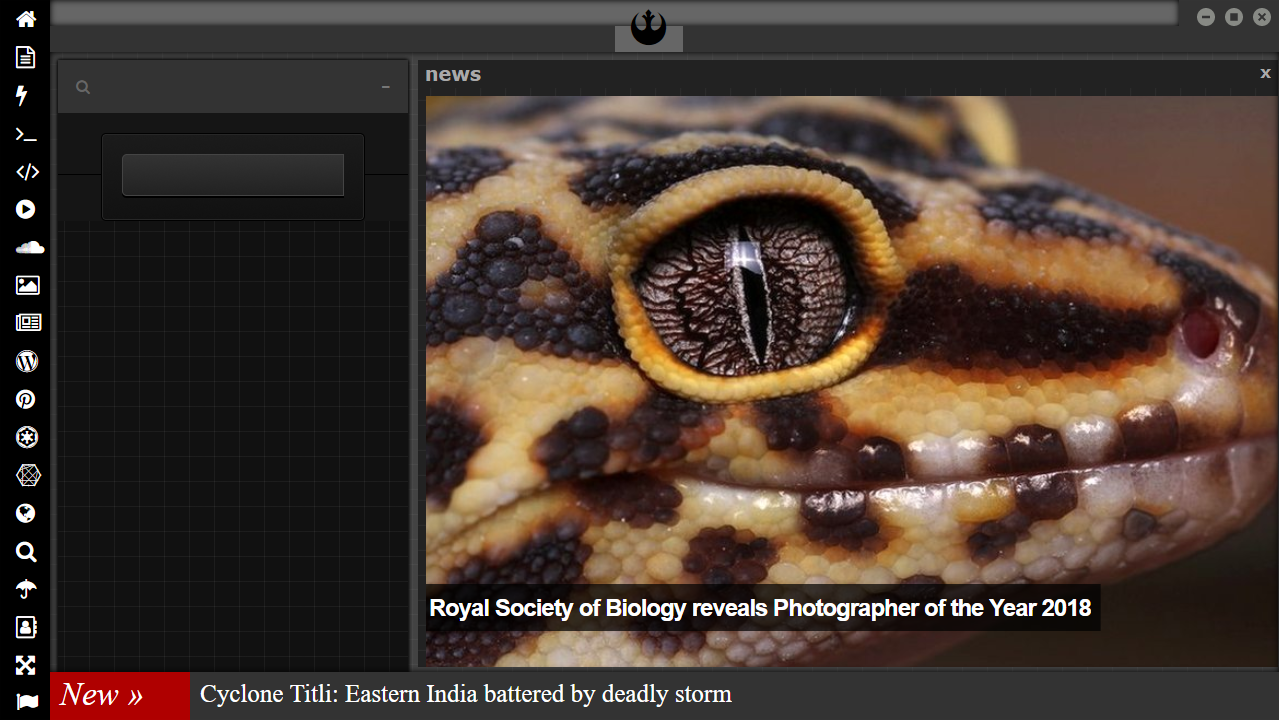 news
x
Royal Society of Biology reveals Photographer of the Year 2018
New »
Cyclone Titli: Eastern India battered by deadly storm